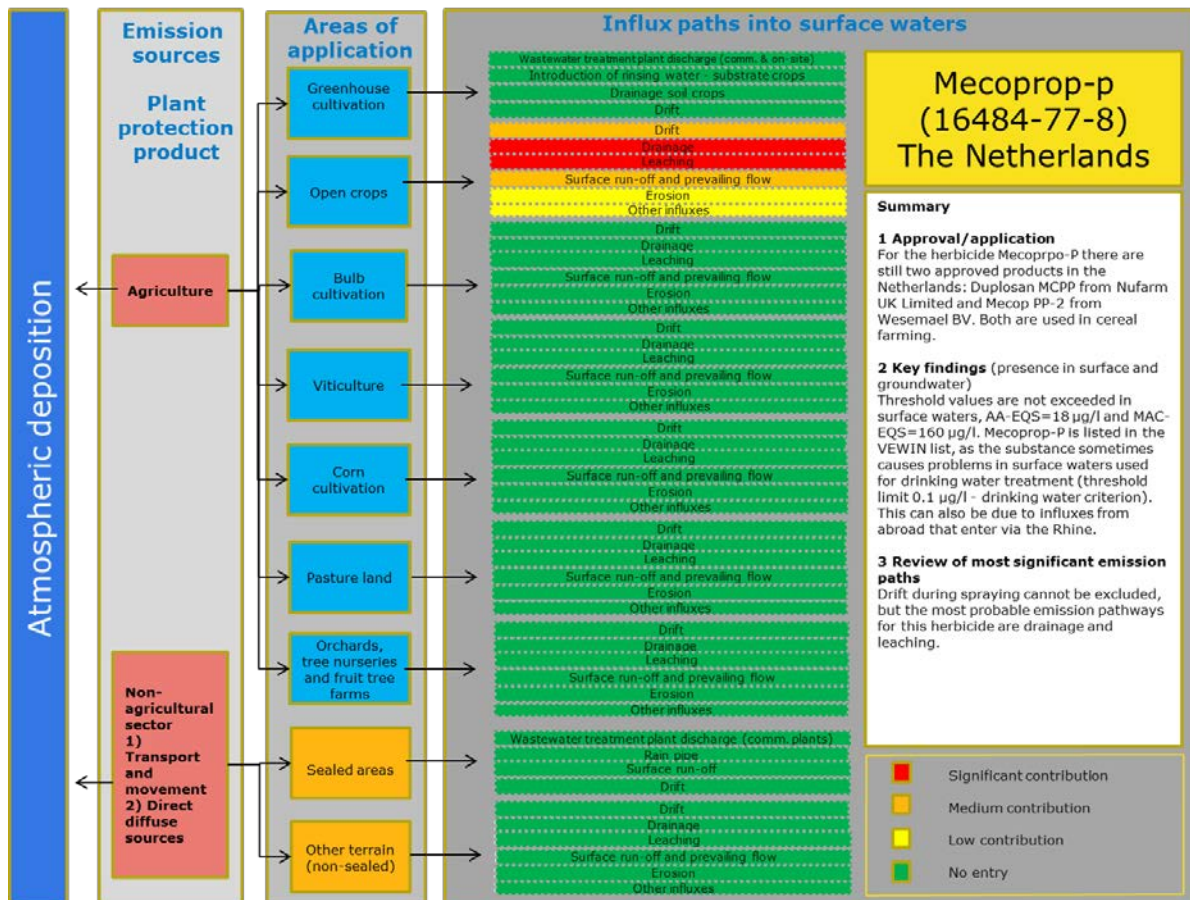 Atmospheric deposition
Emission
sources
Plant
protection
product
Agriculture
Non-
agricultural
sector
1)
Transport
and
movement
2) Direct
diffuse
sources
Areas of
application
Greenhouse
cultivation
Open crops
Bulb
cultivation
Viticulture
Corn
cultivation
Pasture land
Orchards,
tree nurseries
and fruit tree
farms
Sealed areas
Other terrain
(non-sealed)
Influx paths into surface waters
Wastewater treatment plant discharge (comm. & on-site)
Introduction of rinsing water - substrate crops
Drainage soil crops
Drift
Drift
Drainage
Leaching
Surface run-off and prevailing flow
Erosion
Other influxes
Drift
Drainage
Leaching
Surface run-off and prevailing flow
Erosion
Other influxes
Drift
Drainage
Leaching
Surface run-off and prevailing flow
Erosion
Other influxes
Drift
Drainage
Leaching
Surface run-off and prevailing flow
Erosion
Other influxes
Drift
Drainage
Leaching
Surface run-off and prevailing flow
Erosion
Other influxes
Drift
Drainage
Leaching
Surface run-off and prevailing flow
Erosion
Other influxes
Wastewater treatment plant discharge (comm. plants)
Rain pipe
Surface run-off
Drift
Drift
Drainage
Leaching
Surface run-off and prevailing flow
Erosion
Other influxes
Mecoprop-p
(16484-77-8)
The Netherlands
Summary
1 Approval/application
For the herbicide Mecoprpo-P there are
still two approved products in the
Netherlands: Duplosan MCPP from Nufarm
UK Limited and Mecop PP-2 from
Wesemael BV. Both are used in cereal
farming.
2 Key findings (presence in surface and
groundwater)
Threshold values are not exceeded in
surface waters, AA-EQS=18 µg/l and MAC-
EQS=160 µg/l. Mecoprop-P is listed in the
VEWIN list, as the substance sometimes
causes problems in surface waters used
for drinking water treatment (threshold
limit 0.1 µg/l - drinking water criterion).
This can also be due to influxes from
abroad that enter via the Rhine.
3 Review of most significant emission
paths
Drift during spraying cannot be excluded,
but the most probable emission pathways
for this herbicide are drainage and
leaching.
Significant contribution
Medium contribution
Low contribution
No entry